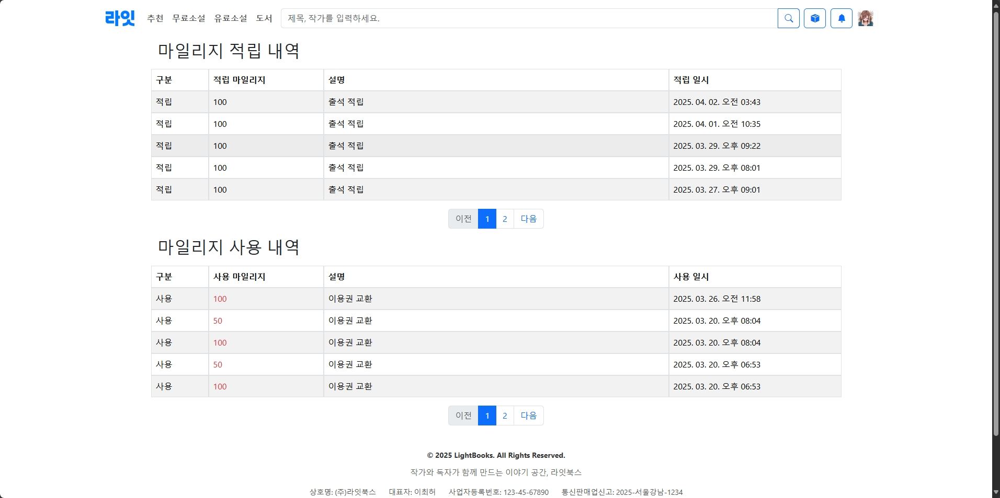 라잇 추천 무료소설 유료소설 도서 제목, 작가를 입력하세요.
마일리지 적립 내역
구분 적립 마일리지 설명 적립 일시
적립 100 출석 적립 2025. 04. 02. 오전 03:43
적립 100 출석 적립 2025. 04. 01. 오전 10:35
적립 100 출석 적립 2025. 03. 29. 오후 09:22
적립 100 출석 적립 2025. 03. 29. 오후 08:01
적립 100 출석 적립 2025. 03. 27. 오후 09:01
이전 1 2 다음
마일리지 사용 내역
구분 사용 마일리지 설명 사용 일시
사용 100 이용권 교환 2025. 03. 26. 오전 11:58
사용 50 이용권 교환 2025. 03. 20. 오후 08:04
사용 100 이용권 교환 2025. 03. 20. 오후 08:04
사용 50 이용권 교환 2025. 03. 20. 오후 06:53
사용 100 이용권 교환 2025. 03. 20. 오후 06:53
이전 1 2 다음
© 2025 LightBooks. All Rights Reserved.
작가와 독자가 함께 만드는 이야기 공간, 라잇북스
상호명: (주)라잇북스 대표자: 이최허 사업자등록번호: 123-45-67890 통신판매업신고: 2025-서울강남-1234